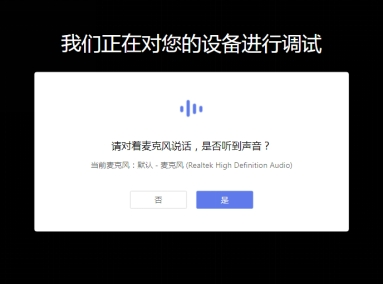 我们正在对您的设备进行调试
请对着麦克风说话，是否听到声音？
当前麦克风：默认 - 麦克风 (Realtek High Definition Audio)
否
是